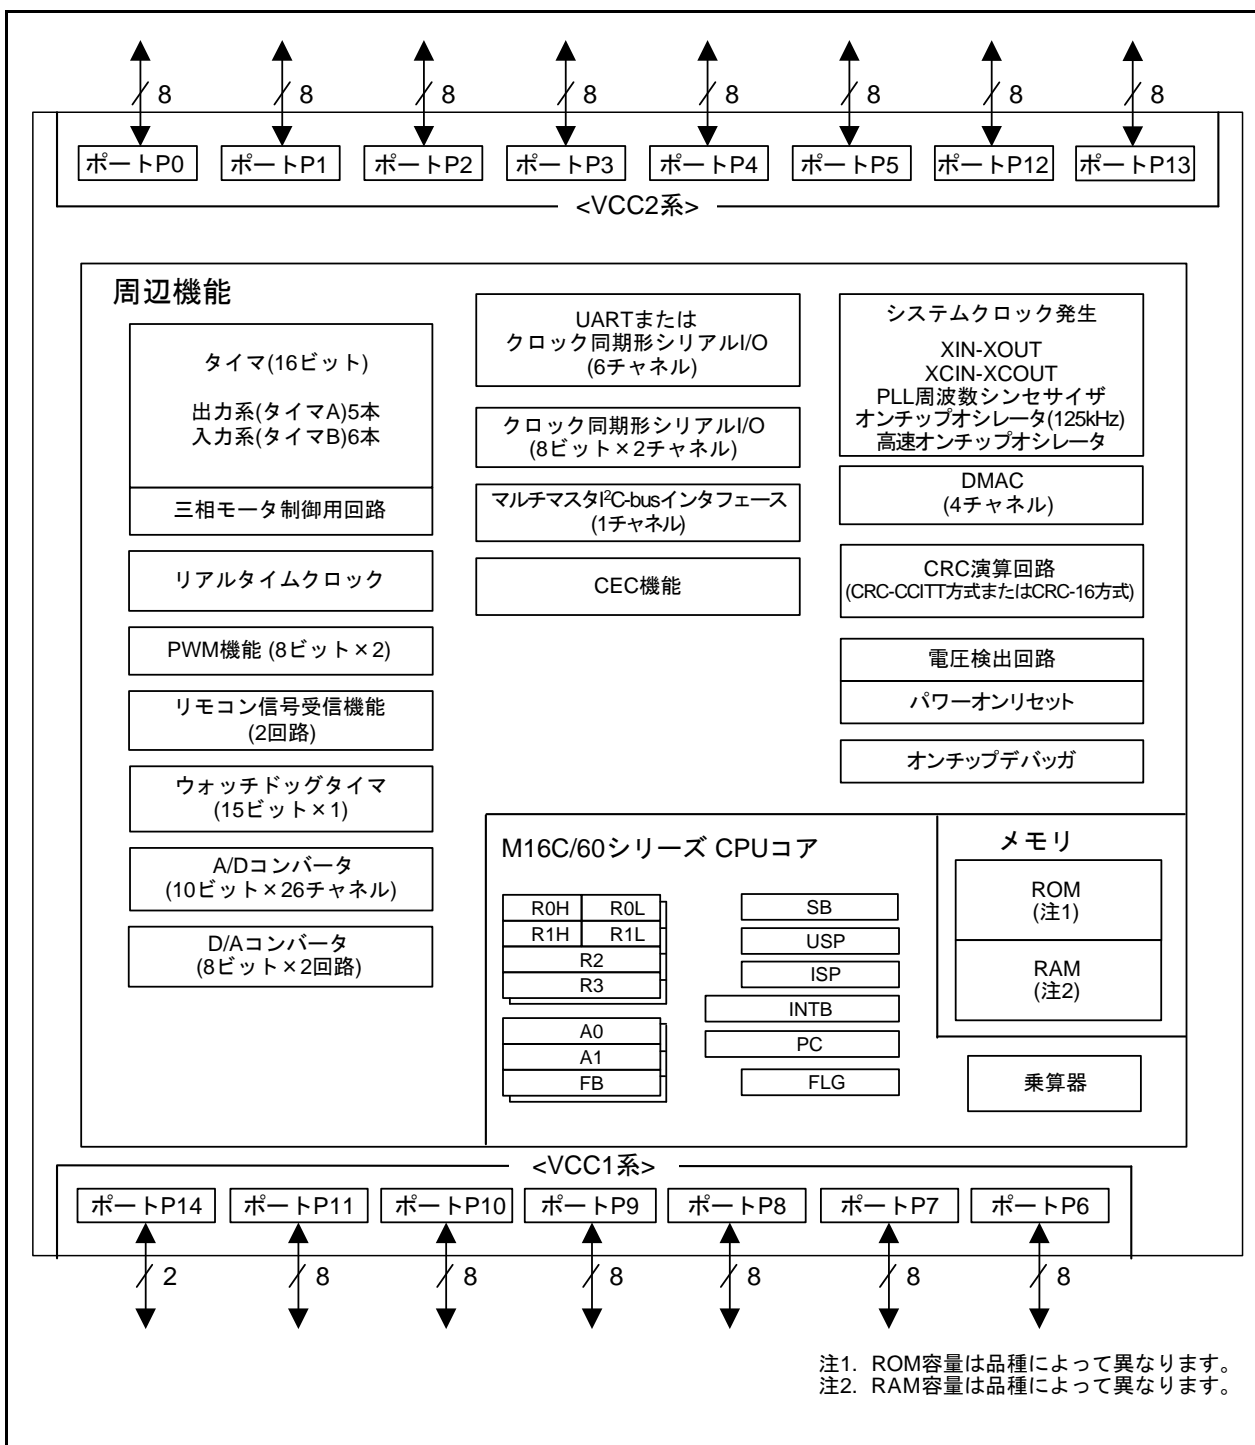 8 8 8 8 8 8 8 8
ポートP0 ポートP1 ポートP2 ポートP3 ポートP4 ポートP5 ポートP12 ポートP13
<VCC2系>
周辺機能
タイマ(16ビット)
出力系(タイマA)5本
入力系(タイマB)6本
三相モータ制御用回路
リアルタイムクロック
PWM機能 (8ビット×2)
リモコン信号受信機能
(2回路)
ウォッチドッグタイマ
(15ビット×1)
A/Dコンバータ
(10ビット×26チャネル)
D/Aコンバータ
(8ビット×2回路)
UARTまたは
クロック同期形シリアルI/O
(6チャネル)
クロック同期形シリアルI/O
(8ビット×2チャネル)
マルチマスタI²C-busインタフェース
(1チャネル)
CEC機能
システムクロック発生
XIN-XOUT
XCIN-XCOUT
PLL周波数シンセサイザ
オンチップオシレータ(125kHz)
高速オンチップオシレータ
DMAC
(4チャネル)
CRC演算回路
(CRC-CCITT方式またはCRC-16方式)
電圧検出回路
パワーオンリセット
オンチップデバッガ
M16C/60シリーズ CPUコア
R0H R0L
R1H R1L
R2
R3
A0
A1
FB
SB
USP
ISP
INTB
PC
FLG
メモリ
ROM
(注1)
RAM
(注2)
乗算器
<VCC1系>
ポートP14 ポートP11 ポートP10 ポートP9 ポートP8 ポートP7 ポートP6
2 8 8 8 8 8 8
注1. ROM容量は品種によって異なります。
注2. RAM容量は品種によって異なります。